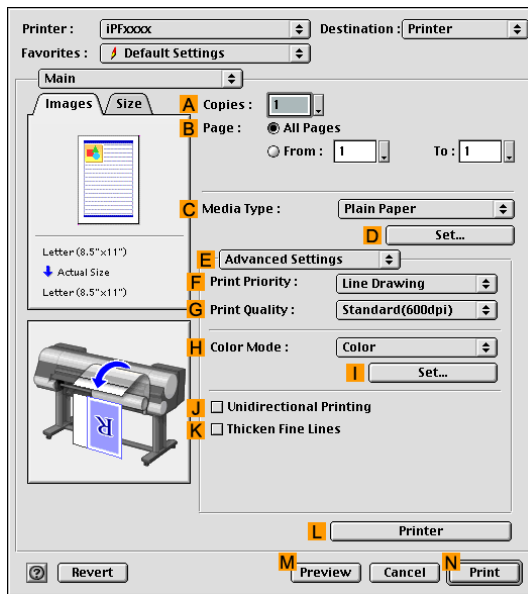 Printer : iPFxxxx Destination : Printer
Favorites : Default Settings
Main
Images Size
A Copies : 1
B Page : All Pages
From : 1 To : 1
C Media Type : Plain Paper
D Set...
Letter (8.5"x11")
Actual Size
Letter (8.5"x11")
E Advanced Settings
F Print Priority : Line Drawing
G Print Quality : Standard(600dpi)
H Color Mode : Color
I Set...
R
J Unidirectional Printing
K Thicken Fine Lines
L Printer
? Revert M Preview Cancel N Print